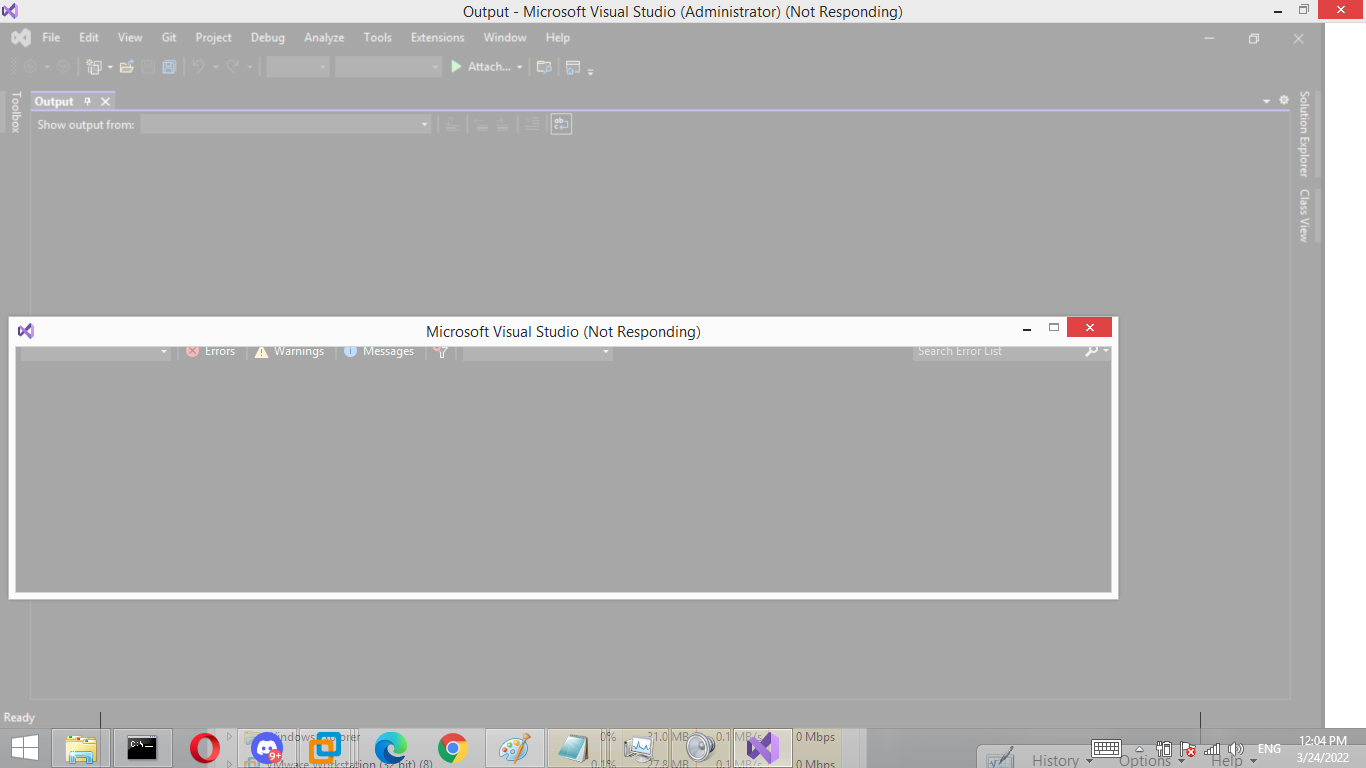 Output - Microsoft Visual Studio (Administrator) (Not Responding)
File Edit View Git Project Debug Analyze Tools Extensions Window Help
Attach...
Output
Toolbox
Show output from:
Solution Explorer
Class View
Microsoft Visual Studio (Not Responding)
Errors Warnings Messages Search Error List
Ready
Windows Explorer 0% 31.0 MB 0.1 MB/s 0 Mbps
VMware Workstation (32 bit) (8) 0.1% 27.8 MB 0.1 MB/s 0 Mbps
C:\
9+
History Options Help
ENG
12:04 PM
3/24/2022